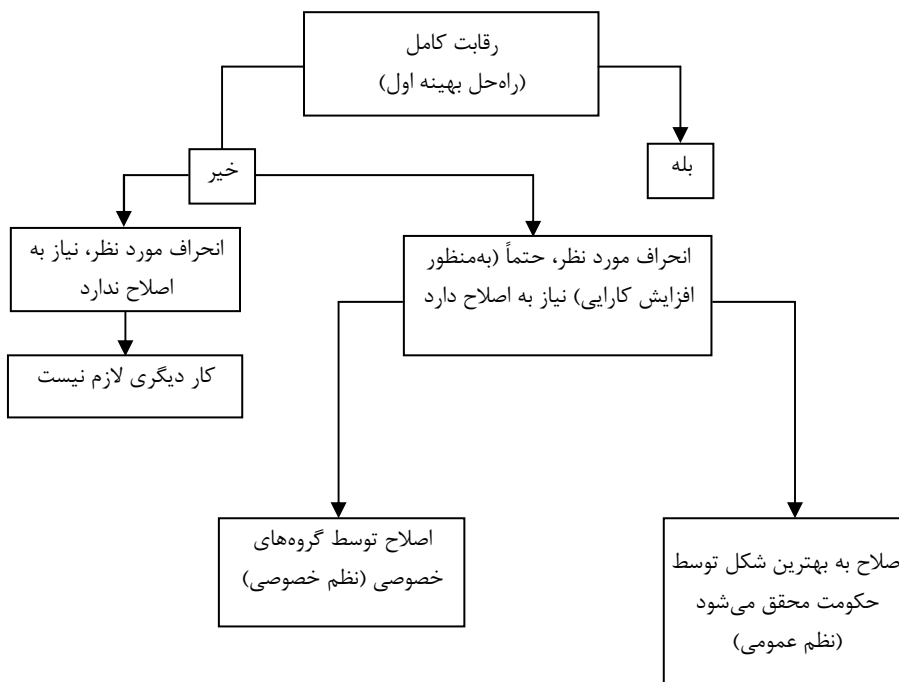 رقابت کامل
(راه‌حل بهینه اول)
بله
خیر
انحراف مورد نظر، حتماً (به‌منظور
افزایش کارایی) نیاز به اصلاح دارد
انحراف مورد نظر، نیاز به
اصلاح ندارد
کار دیگری لازم نیست
اصلاح توسط گروه‌های
خصوصی (نظم خصوصی)
صلاح به بهترین شکل توسط
حکومت محقق می‌شود
(نظم عمومی)